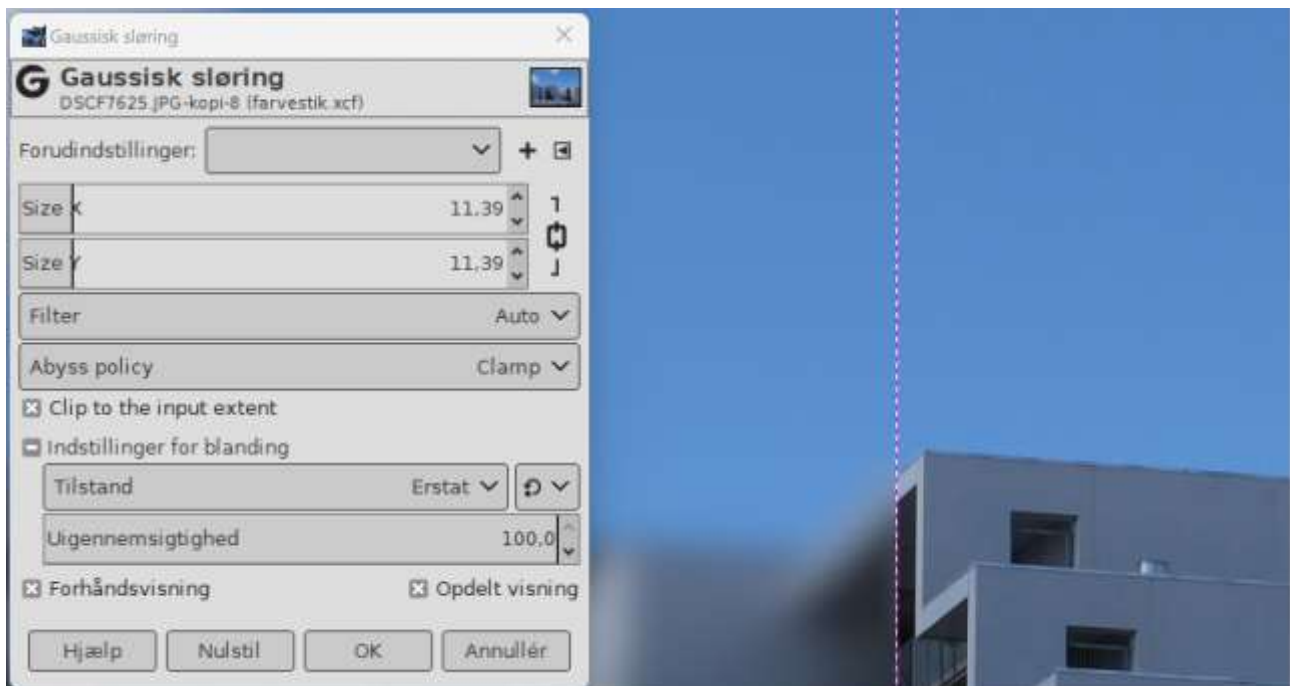 Gaussisk sløring
Gaussisk sløring
DSCF7625.JPG-kopi-8 (farvestik.xcf)
Forudindstillinger:
Size X 11,39
Size Y 11,39
Filter Auto
Abyss policy Clamp
Clip to the input extent
Indstillinger for blanding
Tilstand Erstat
Uigennemsigtighed 100,0
Forhåndsvisning Opdelt visning
Hjælp Nulstil OK Annullér